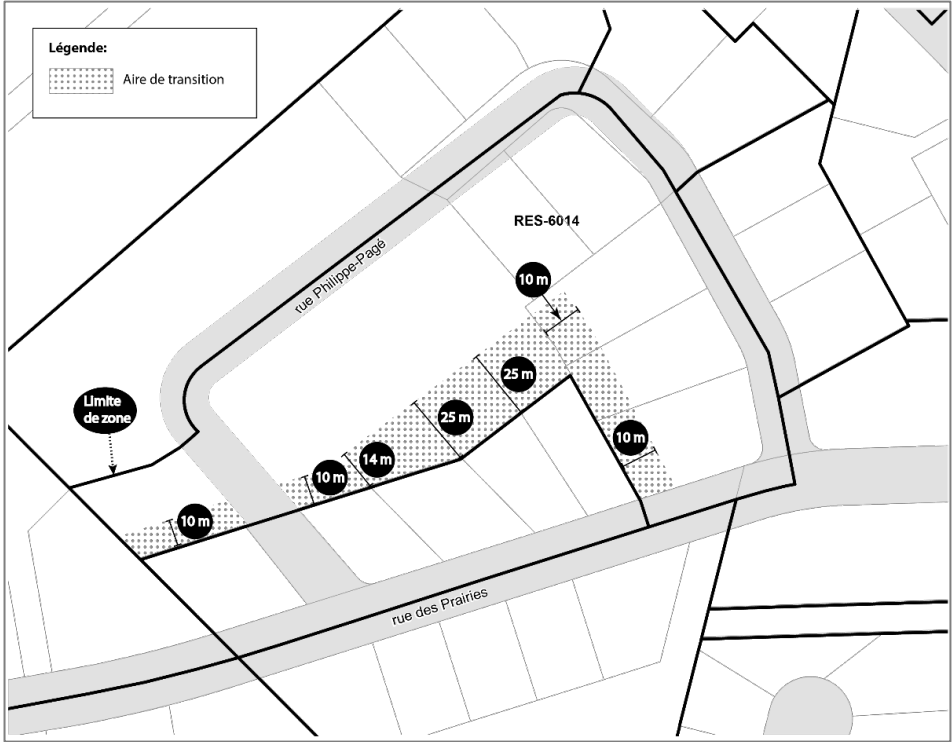 Légende:
Aire de transition
RES-6014
rue Philippe-Pagé
10 m
25 m
25 m
Limite
de zone
10 m
14 m
10 m
10 m
rue des Prairies